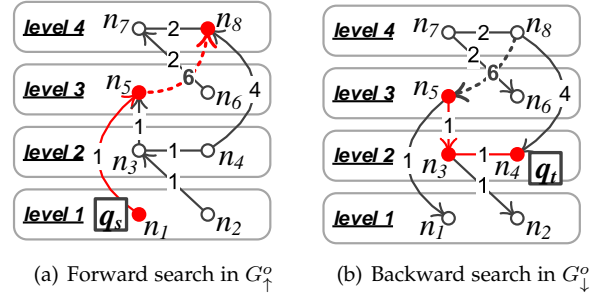 level 4 n7 2 n8
2
level 3 n5 6 n6
1 4
level 2 n3 1 n4
1 1
level 1 qs n1 n2
(a) Forward search in G↑o
level 4 n7 2 n8
2
level 3 n5 6 n6
1 4
level 2 n3 1 n4 qt
1 1
level 1 n1 n2
(b) Backward search in G↓o